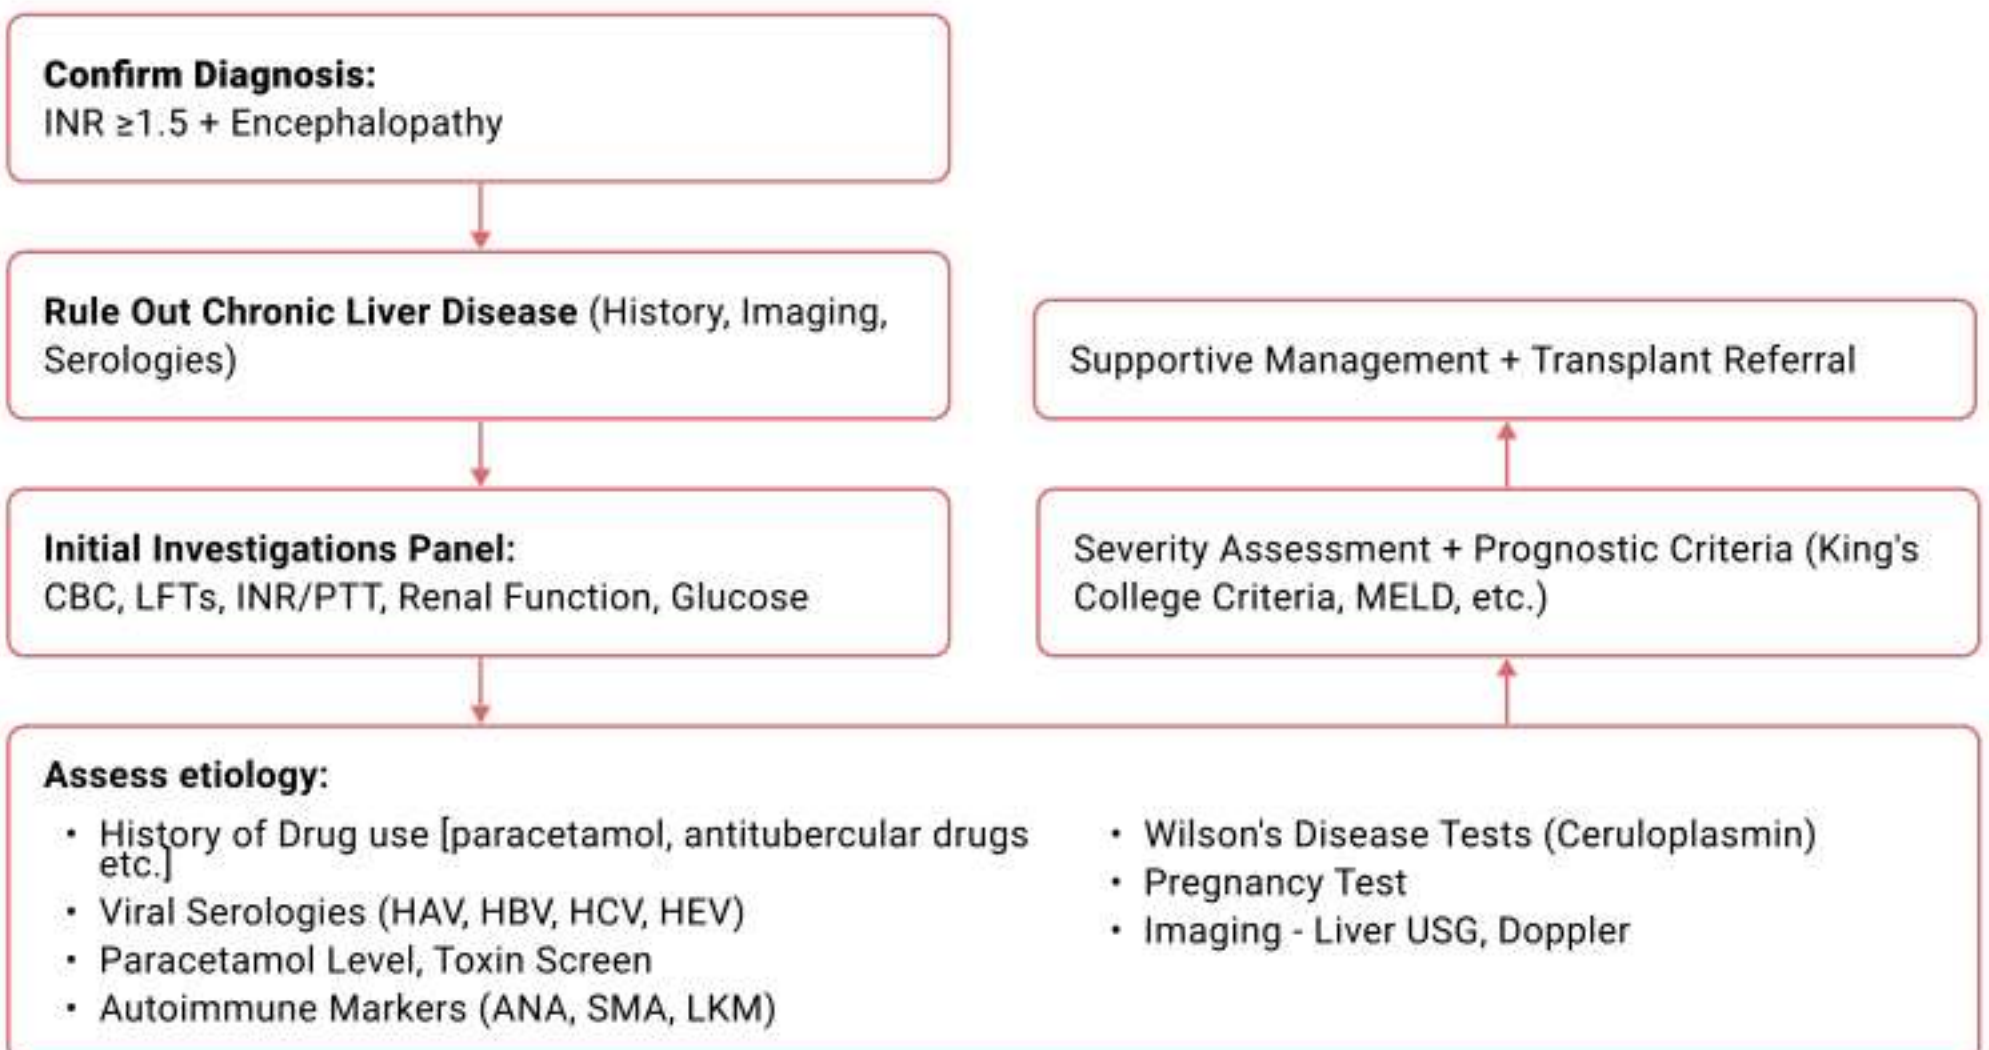 Confirm Diagnosis:
INR ≥1.5 + Encephalopathy
Rule Out Chronic Liver Disease (History, Imaging,
Serologies)
Initial Investigations Panel:
CBC, LFTs, INR/PTT, Renal Function, Glucose
Assess etiology:
• History of Drug use [paracetamol, antitubercular drugs
etc.]
• Viral Serologies (HAV, HBV, HCV, HEV)
• Paracetamol Level, Toxin Screen
• Autoimmune Markers (ANA, SMA, LKM)
• Wilson's Disease Tests (Ceruloplasmin)
• Pregnancy Test
• Imaging - Liver USG, Doppler
Severity Assessment + Prognostic Criteria (King's
College Criteria, MELD, etc.)
Supportive Management + Transplant Referral